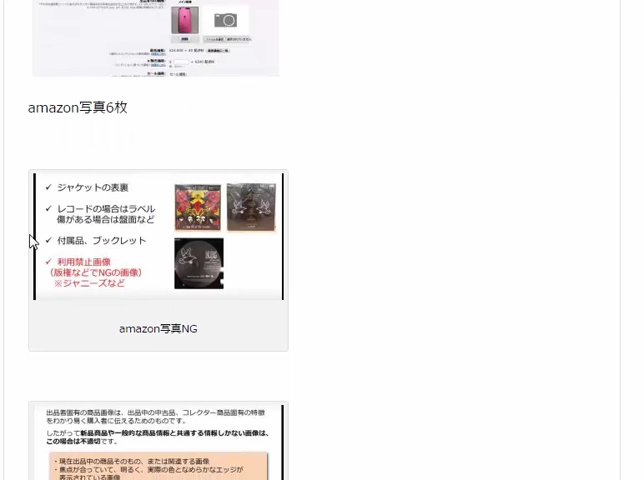 amazon写真6枚
✓ ジャケットの表裏
✓ レコードの場合はラベル
傷がある場合は盤面など
✓ 付属品、ブックレット
✓ 利用禁止画像
（版権などでNGの画像）
※ジャニーズなど
amazon写真NG
出品者固有の商品画像は、出品中の中古品、コレクター商品固有の特徴
をわかり易く購入者に伝えるためのものです。
したがって新品商品や一般的な商品情報と共通する情報しかない画像は、
この場合は不適切です。
・現在出品中の商品そのもの、または関連する画像
・焦点が合っていて、明るく、実際の色となめらかなエッジが
表示されている画像